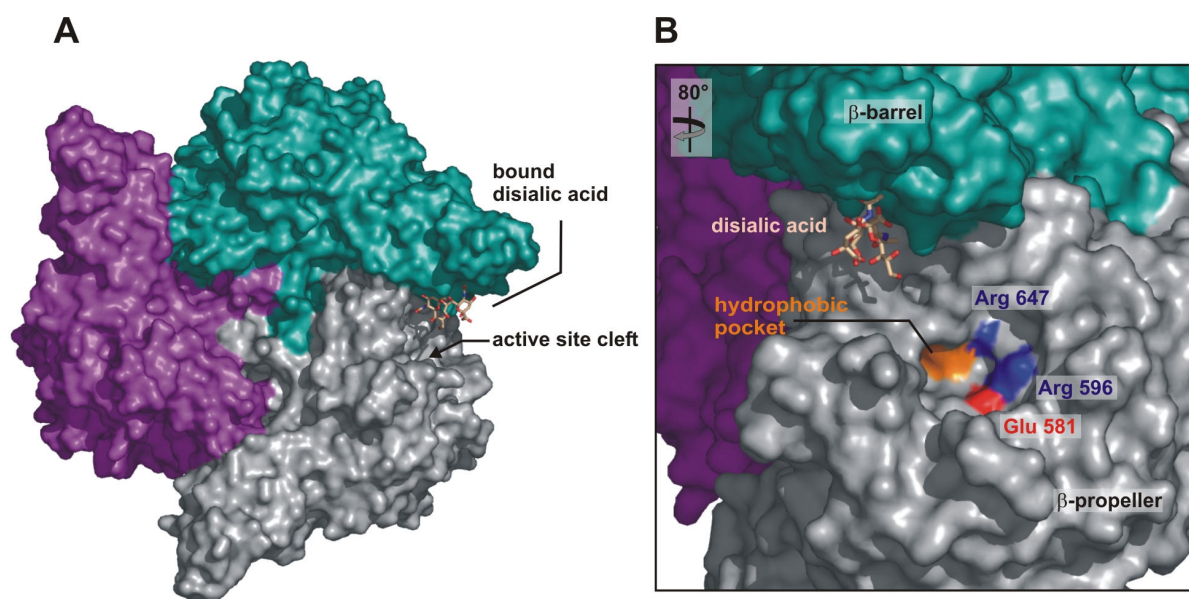 A
bound
disialic acid
active site cleft
B
80°
β-barrel
disialic acid
hydrophobic
pocket
Arg 647
Arg 596
Glu 581
β-propeller